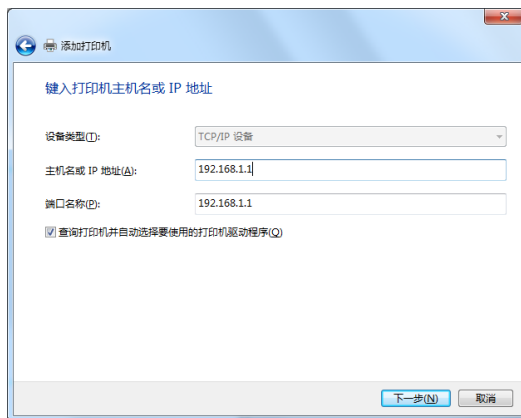 添加打印机
键入打印机主机名或 IP 地址
设备类型(T): TCP/IP 设备
主机名或 IP 地址(A): 192.168.1.1
端口名称(P): 192.168.1.1
查询打印机并自动选择要使用的打印机驱动程序(Q)
下一步(N) 取消